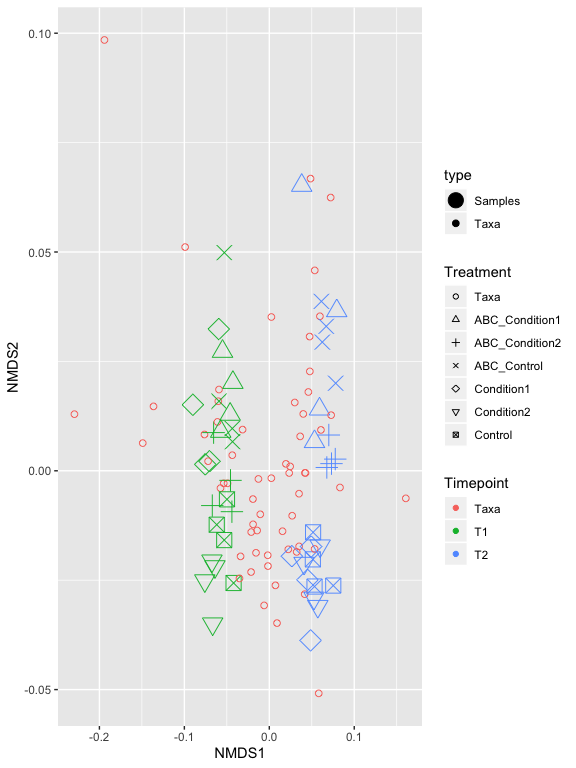 0.10
0.05
0.00
-0.05
NMDS2
-0.2
-0.1
0.0
0.1
NMDS1
type
Samples
Taxa
Treatment
Taxa
ABC_Condition1
ABC_Condition2
ABC_Control
Condition1
Condition2
Control
Timepoint
Taxa
T1
T2